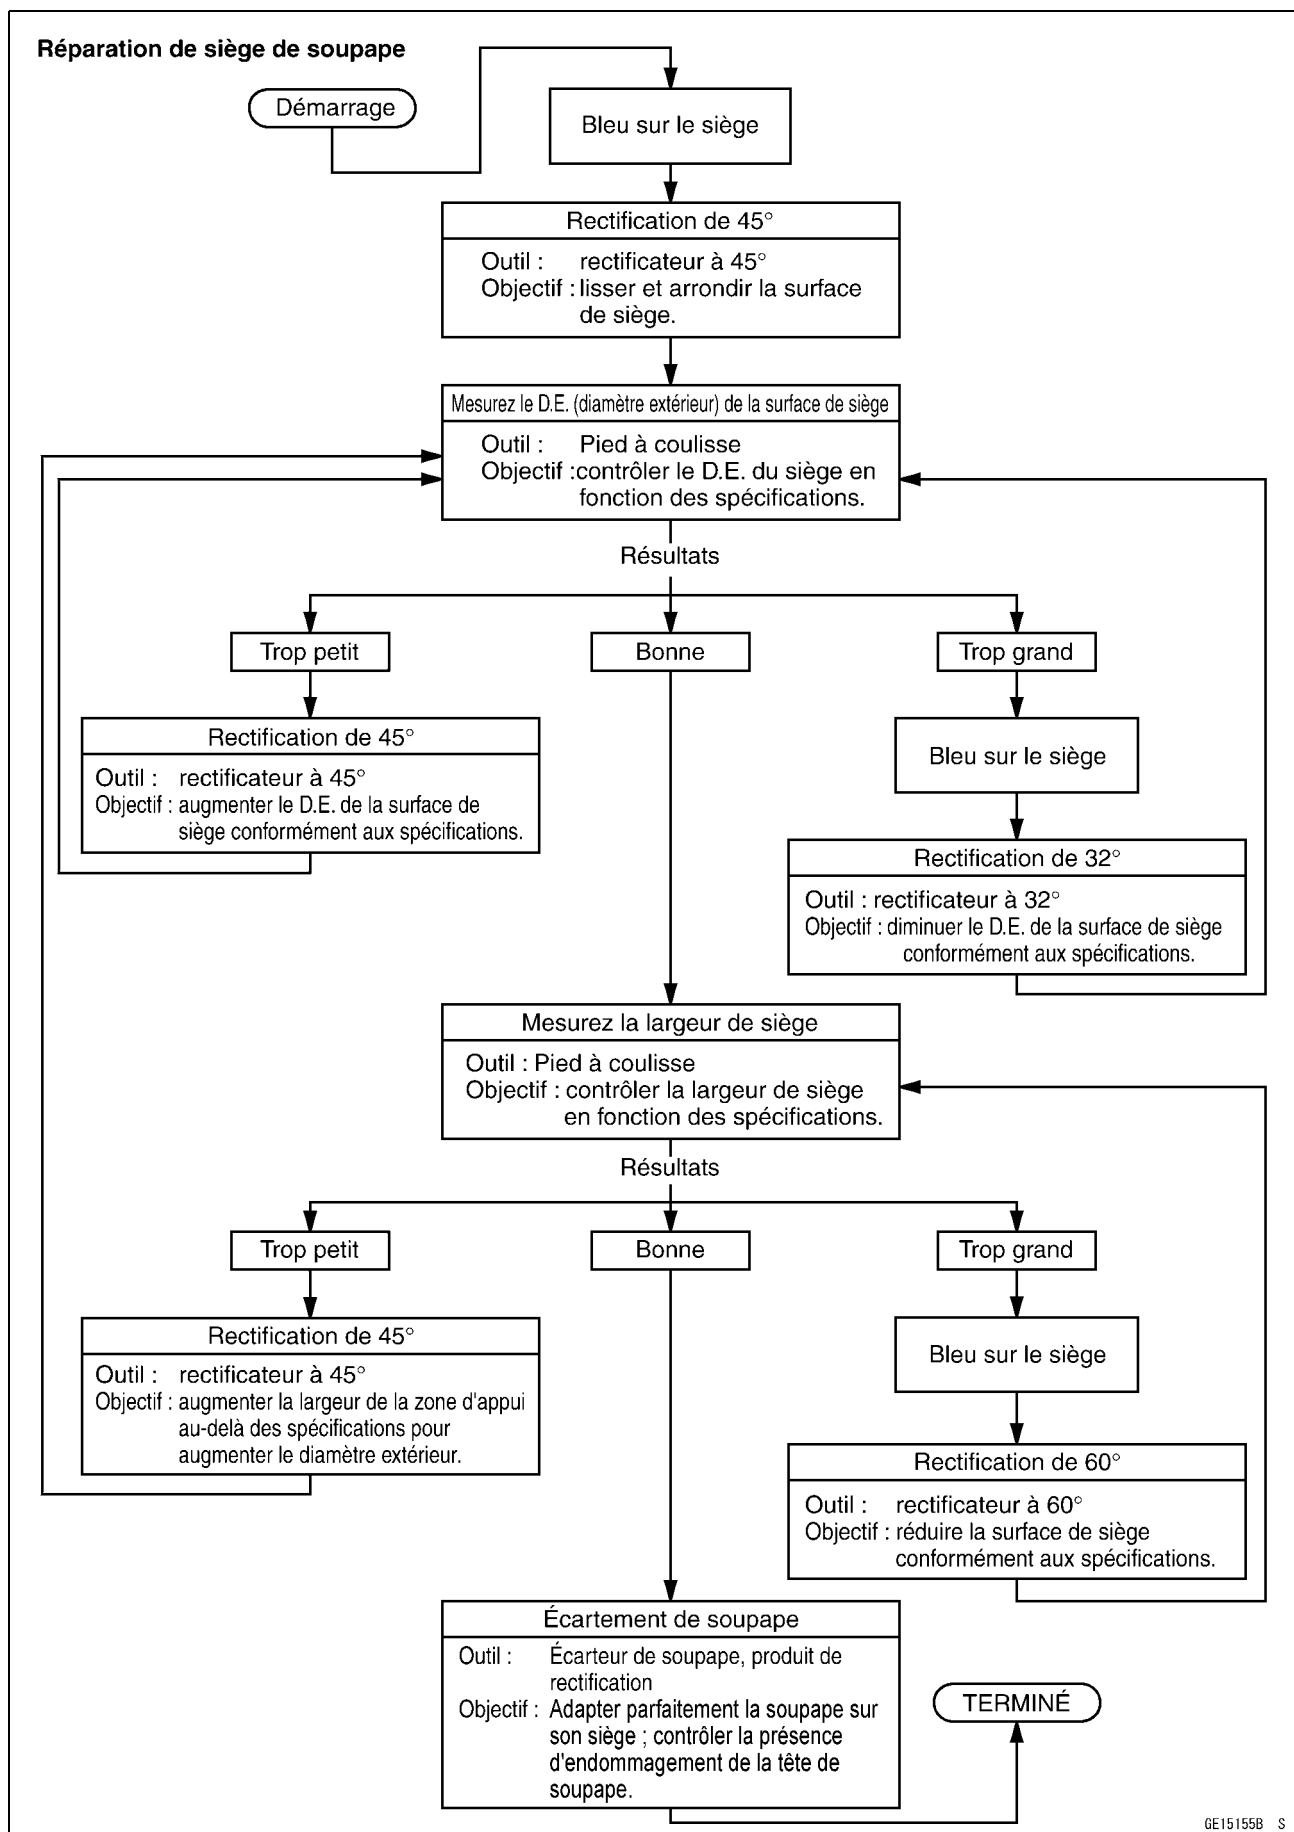 Réparation de siège de soupape
Démarrage
Bleu sur le siège
Rectification de 45°
Outil : rectificateur à 45°
Objectif : lisser et arrondir la surface
de siège.
Mesurez le D.E. (diamètre extérieur) de la surface de siège
Outil : Pied à coulisse
Objectif : contrôler le D.E. du siège en
fonction des spécifications.
Résultats
Trop petit
Bonne
Trop grand
Rectification de 45°
Outil : rectificateur à 45°
Objectif : augmenter le D.E. de la surface de
siège conformément aux spécifications.
Bleu sur le siège
Rectification de 32°
Outil : rectificateur à 32°
Objectif : diminuer le D.E. de la surface de siège
conformément aux spécifications.
Mesurez la largeur de siège
Outil : Pied à coulisse
Objectif : contrôler la largeur de siège
en fonction des spécifications.
Résultats
Trop petit
Bonne
Trop grand
Rectification de 45°
Outil : rectificateur à 45°
Objectif : augmenter la largeur de la zone d'appui
au-delà des spécifications pour
augmenter le diamètre extérieur.
Bleu sur le siège
Rectification de 60°
Outil : rectificateur à 60°
Objectif : réduire la surface de siège
conformément aux spécifications.
Écartement de soupape
Outil : Écarteur de soupape, produit de
rectification
Objectif : Adapter parfaitement la soupape sur
son siège ; contrôler la présence
d'endommagement de la tête de
soupape.
TERMINÉ
GE15155B S